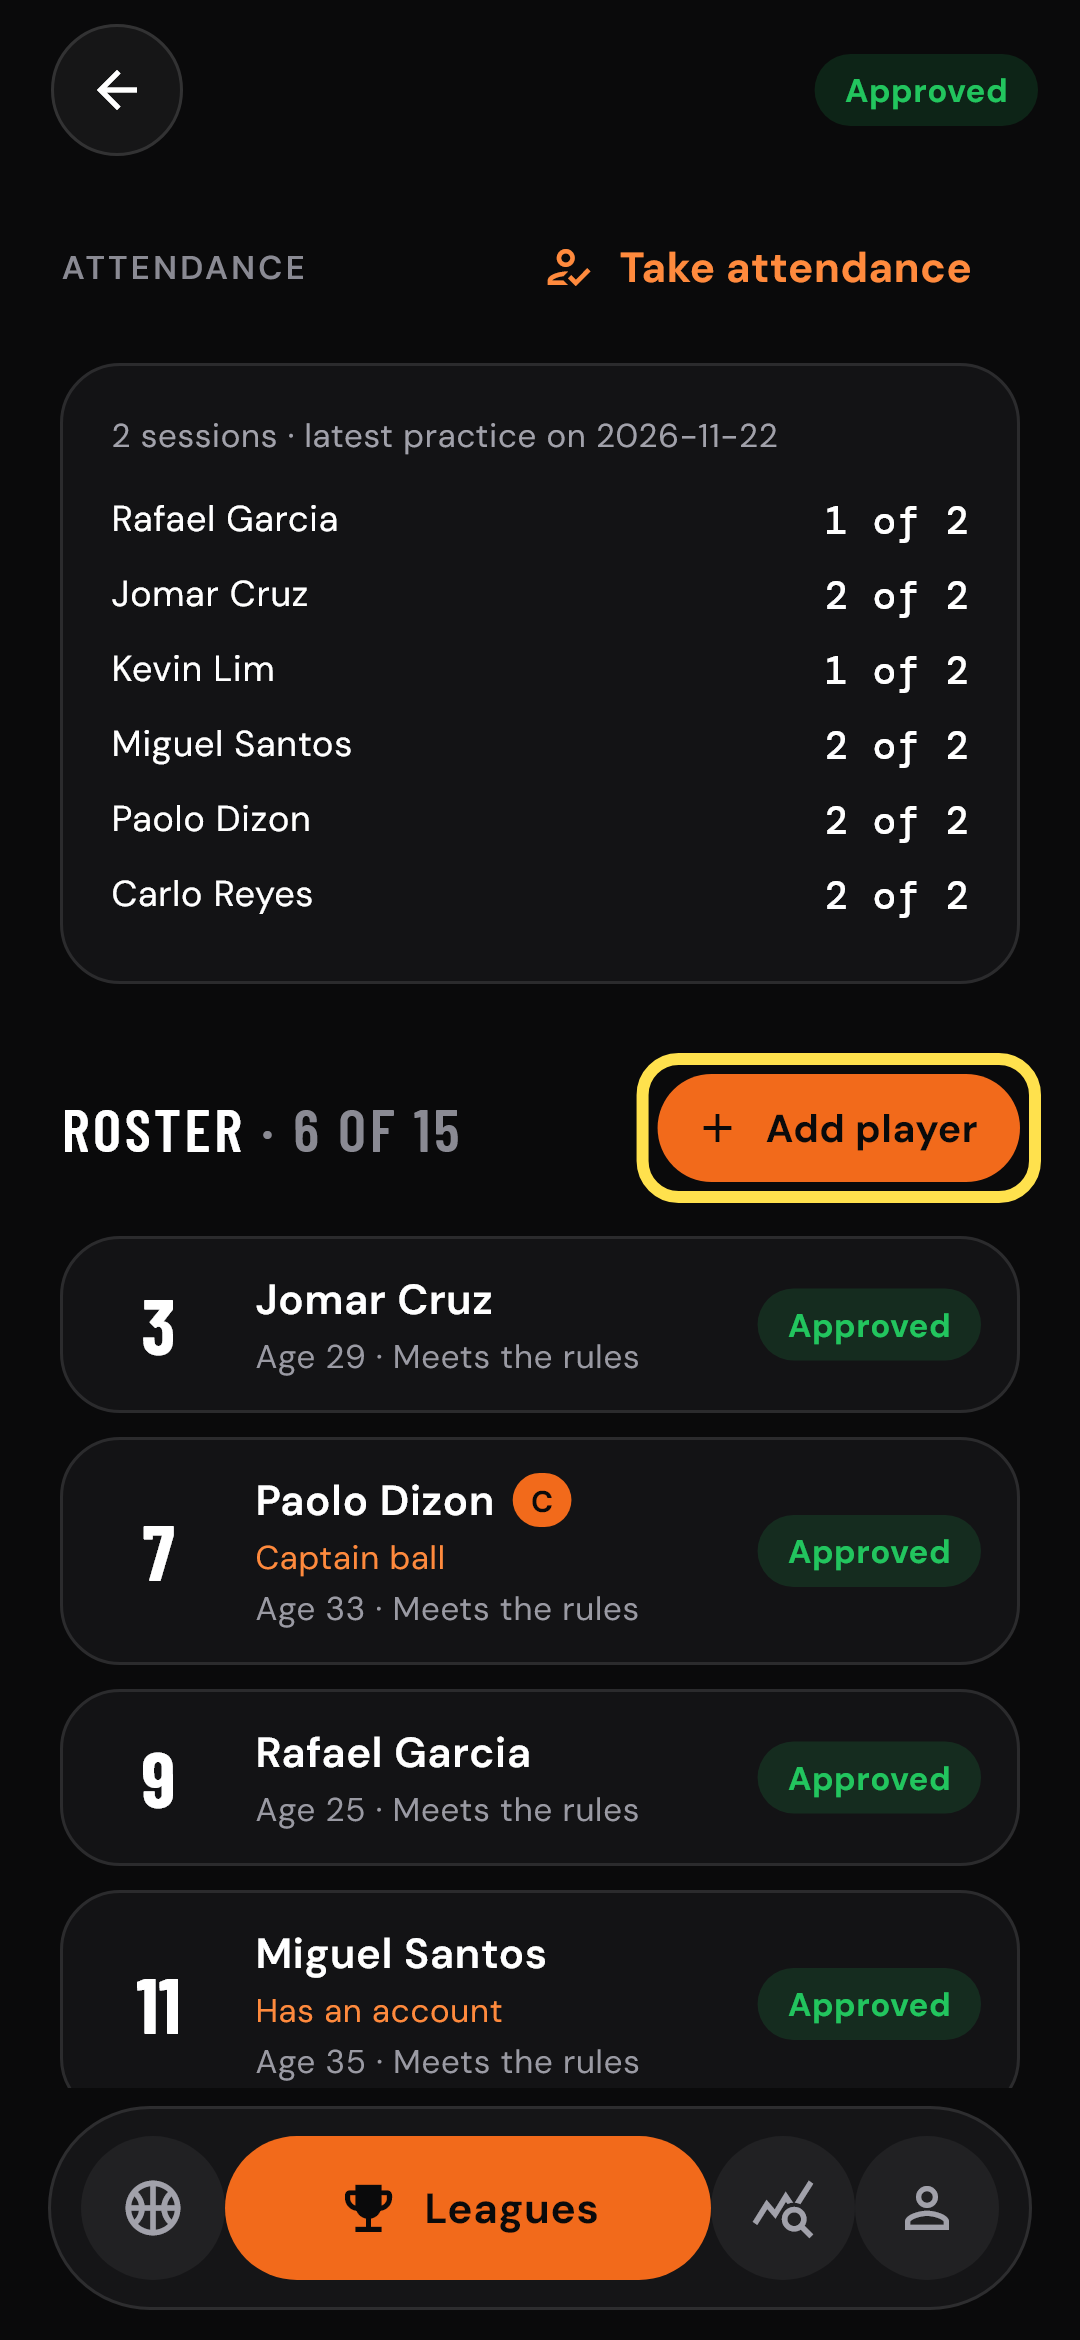 Approved
ATTENDANCE
Take attendance
2 sessions · latest practice on 2026-11-22
Rafael Garcia 1 of 2
Jomar Cruz 2 of 2
Kevin Lim 1 of 2
Miguel Santos 2 of 2
Paolo Dizon 2 of 2
Carlo Reyes 2 of 2
ROSTER · 6 OF 15
+ Add player
3
Jomar Cruz
Age 29 · Meets the rules
Approved
7
Paolo Dizon C
Captain ball
Age 33 · Meets the rules
Approved
9
Rafael Garcia
Age 25 · Meets the rules
Approved
11
Miguel Santos
Has an account
Age 35 · Meets the rules
Approved
Leagues